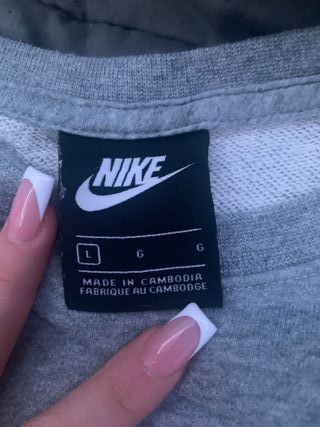 NIKE
L G G
MADE IN CAMBODIA
FABRIQUE AU CAMBODGE